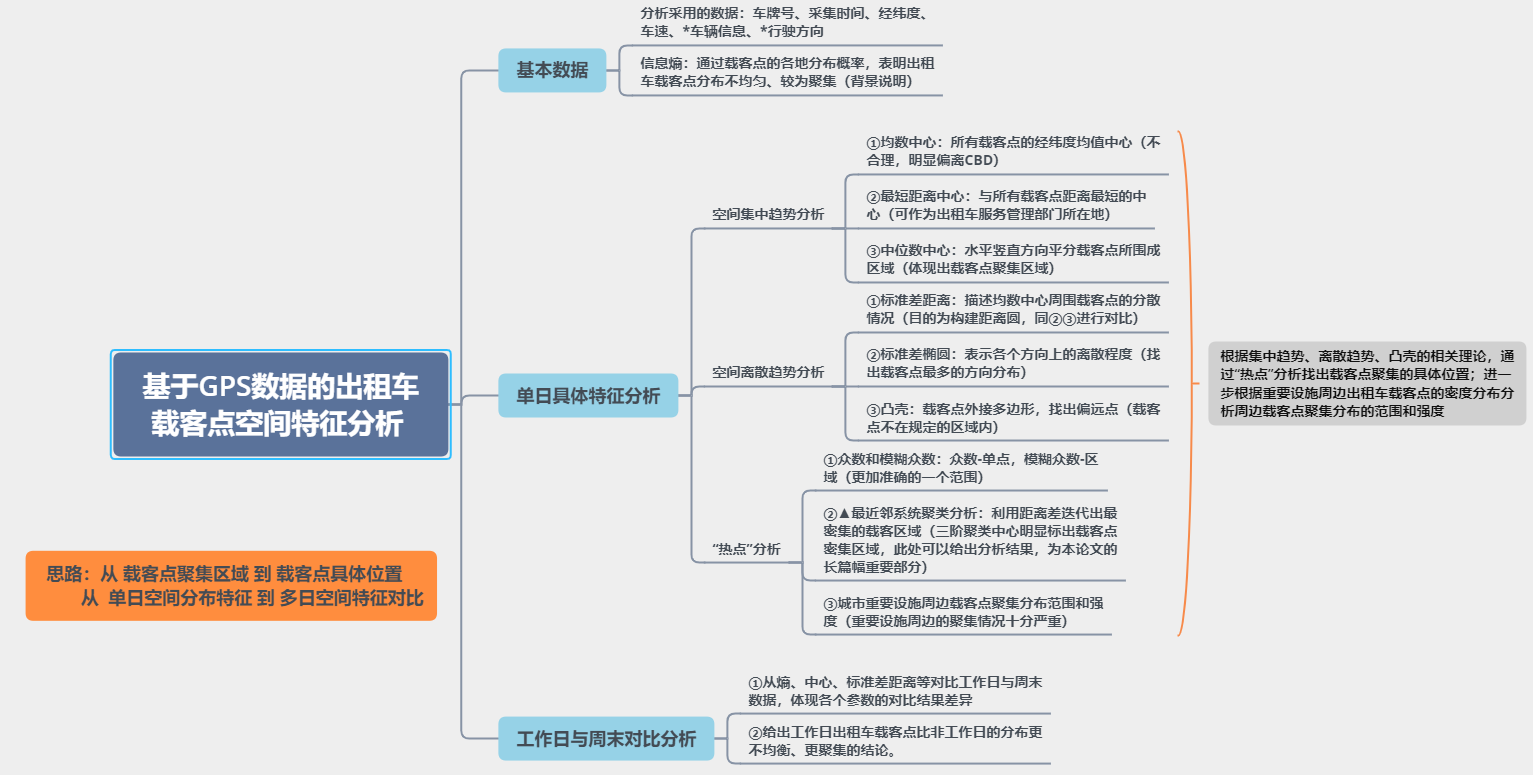 分析采用的数据：车牌号、采集时间、经纬度、
车速、*车辆信息、*行驶方向
基本数据
信息熵：通过载客点的各地分布概率，表明出租
车载客点分布不均匀、较为聚集（背景说明）
①均数中心：所有载客点的经纬度均值中心（不
合理，明显偏离CBD）
空间集中趋势分析
②最短距离中心：与所有载客点距离最短的中
心（可作为出租车服务管理部门所在地）
③中位数中心：水平竖直方向平分载客点所围成
区域（体现出载客点聚集区域）
①标准差距离：描述均数中心周围载客点的分散
情况（目的为构建距离圆，同②③进行对比）
基于GPS数据的出租车
载客点空间特征分析
单日具体特征分析
空间离散趋势分析
②标准差椭圆：表示各个方向上的离散程度（找
出载客点最多的方向分布）
③凸壳：载客点外接多边形，找出偏远点（载客
点不在规定的区域内）
根据集中趋势、离散趋势、凸壳的相关理论，通
过“热点”分析找出载客点聚集的具体位置；进一
步根据重要设施周边出租车载客点的密度分布分
析周边载客点聚集分布的范围和强度
①众数和模糊众数：众数-单点，模糊众数-区
域（更加准确的一个范围）
“热点”分析
②▲最近邻系统聚类分析：利用距离差迭代出最
密集的载客区域（三阶聚类中心明显标出载客点
密集区域，此处可以给出分析结果，为本论文的
长篇幅重要部分）
③城市重要设施周边载客点聚集分布范围和强
度（重要设施周边的聚集情况十分严重）
思路：从 载客点聚集区域 到 载客点具体位置
从 单日空间分布特征 到 多日空间特征对比
工作日与周末对比分析
①从熵、中心、标准差距离等对比工作日与周末
数据，体现各个参数的对比结果差异
②给出工作日出租车载客点比非工作日的分布更
不均衡、更聚集的结论。